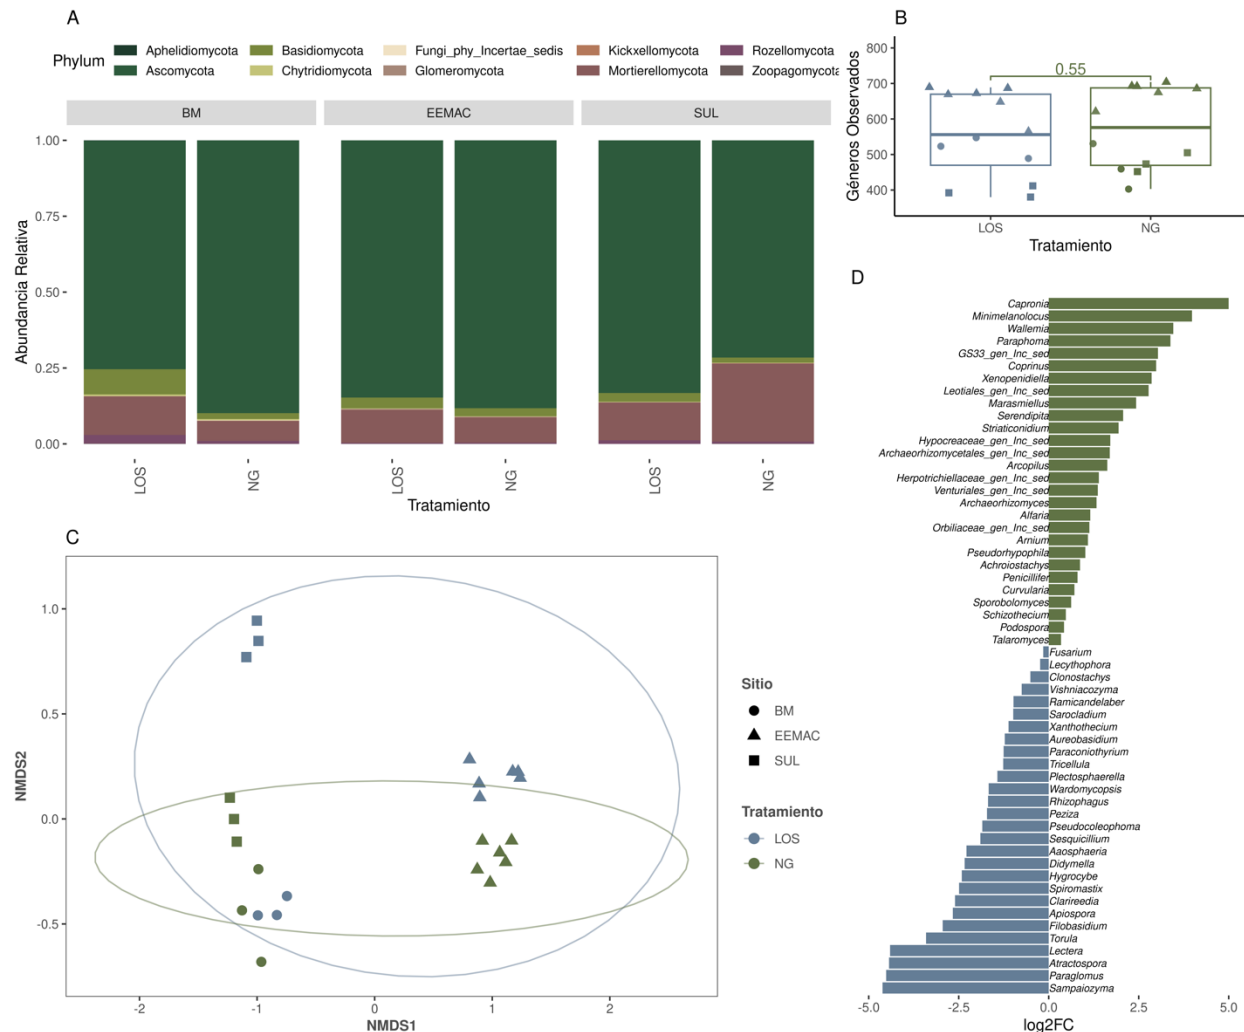 A
Phylum
Aphelidiomycota
Basidiomycota
Fungi_phy_Incertae_sedis
Kickxellomycota
Rozellomycota
Ascomycota
Chytridiomycota
Glomeromycota
Mortierellomycota
Zoopagomycota
BM
EEMAC
SUL
Abundancia Relativa
1.00
0.75
0.50
0.25
0.00
LOS
NG
LOS
NG
LOS
NG
Tratamiento
B
Géneros Observados
800
700
600
500
400
0.55
LOS
NG
Tratamiento
C
NMDS2
1.0
0.5
0.0
-0.5
-2
-1
0
1
2
NMDS1
Sitio
BM
EEMAC
SUL
Tratamiento
LOS
NG
D
Capronia
Minimelanolocus
Wallemia
Paraphoma
GS33_gen_Inc_sed
Coprinus
Xenopenidiella
Leotiales_gen_Inc_sed
Marasmiellus
Serendipita
Striaticonidium
Hypocreaceae_gen_Inc_sed
Archaeorhizomycetales_gen_Inc_sed
Arcopilus
Herpotrichiellaceae_gen_Inc_sed
Venturiales_gen_Inc_sed
Archaeorhizomyces
Alfaria
Orbiliaceae_gen_Inc_sed
Arnium
Pseudorhypophila
Achroiostachys
Penicillifer
Curvularia
Sporobolomyces
Schizothecium
Podospora
Talaromyces
Fusarium
Lecythophora
Clonostachys
Vishniacozyma
Ramicandelaber
Sarocladium
Xanthothecium
Aureobasidium
Paraconiothyrium
Tricellula
Plectosphaerella
Wardomycopsis
Rhizophagus
Peziza
Pseudocoleophoma
Sesquicillium
Aaosphaeria
Didymella
Hygrocybe
Spiromastix
Clarireedia
Apiospora
Filobasidium
Torula
Lectera
Atractospora
Paraglomus
Sampaiozyma
-5.0
-2.5
0.0
2.5
5.0
log2FC